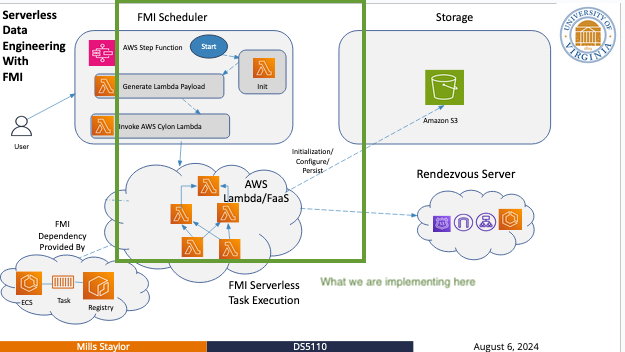 Serverless
Data
Engineering
With
FMI
FMI Scheduler
Storage
UNIVERSITY OF
VIRGINIA
AWS Step Function
Start
Init
Generate Lambda Payload
Invoke AWS Cylon Lambda
User
Amazon S3
Initialization/
Configure/
Persist
AWS
Lambda/FaaS
Rendezvous Server
FMI
Dependency
Provided By
ECS
Task
Registry
FMI Serverless
Task Execution
What we are implementing here
Mills Staylor
DS5110
August 6, 2024